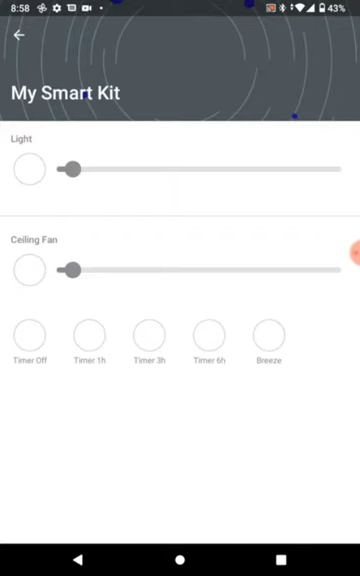 8:58
43%
My Smart Kit
Light
Ceiling Fan
Timer Off Timer 1h Timer 3h Timer 6h Breeze